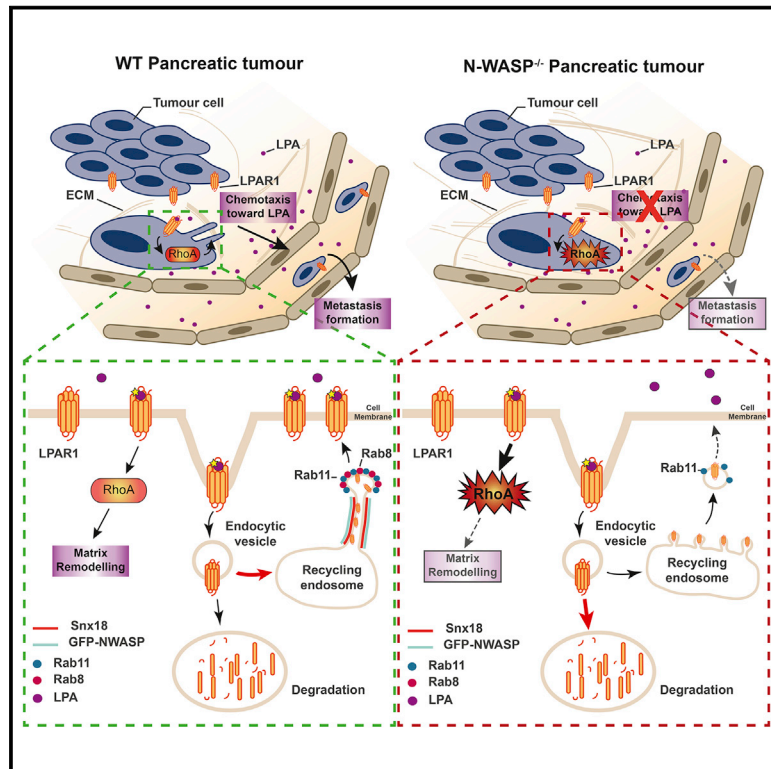 WT Pancreatic tumour
Tumour cell
LPA
LPAR1
ECM
Chemotaxis
toward LPA
RhoA
Metastasis
formation
Cell
Membrane
LPAR1
Rab8
Rab11
RhoA
Endocytic
vesicle
Matrix
Remodelling
Recycling
endosome
Snx18
GFP-NWASP
Rab11
Rab8
LPA
Degradation
N-WASP-/- Pancreatic tumour
Tumour cell
LPA
LPAR1
ECM
Chemotaxis
toward LPA
RhoA
Metastasis
formation
Cell
Membrane
LPAR1
Rab11
RhoA
Endocytic
vesicle
Matrix
Remodelling
Recycling
endosome
Snx18
GFP-NWASP
Rab11
Rab8
LPA
Degradation